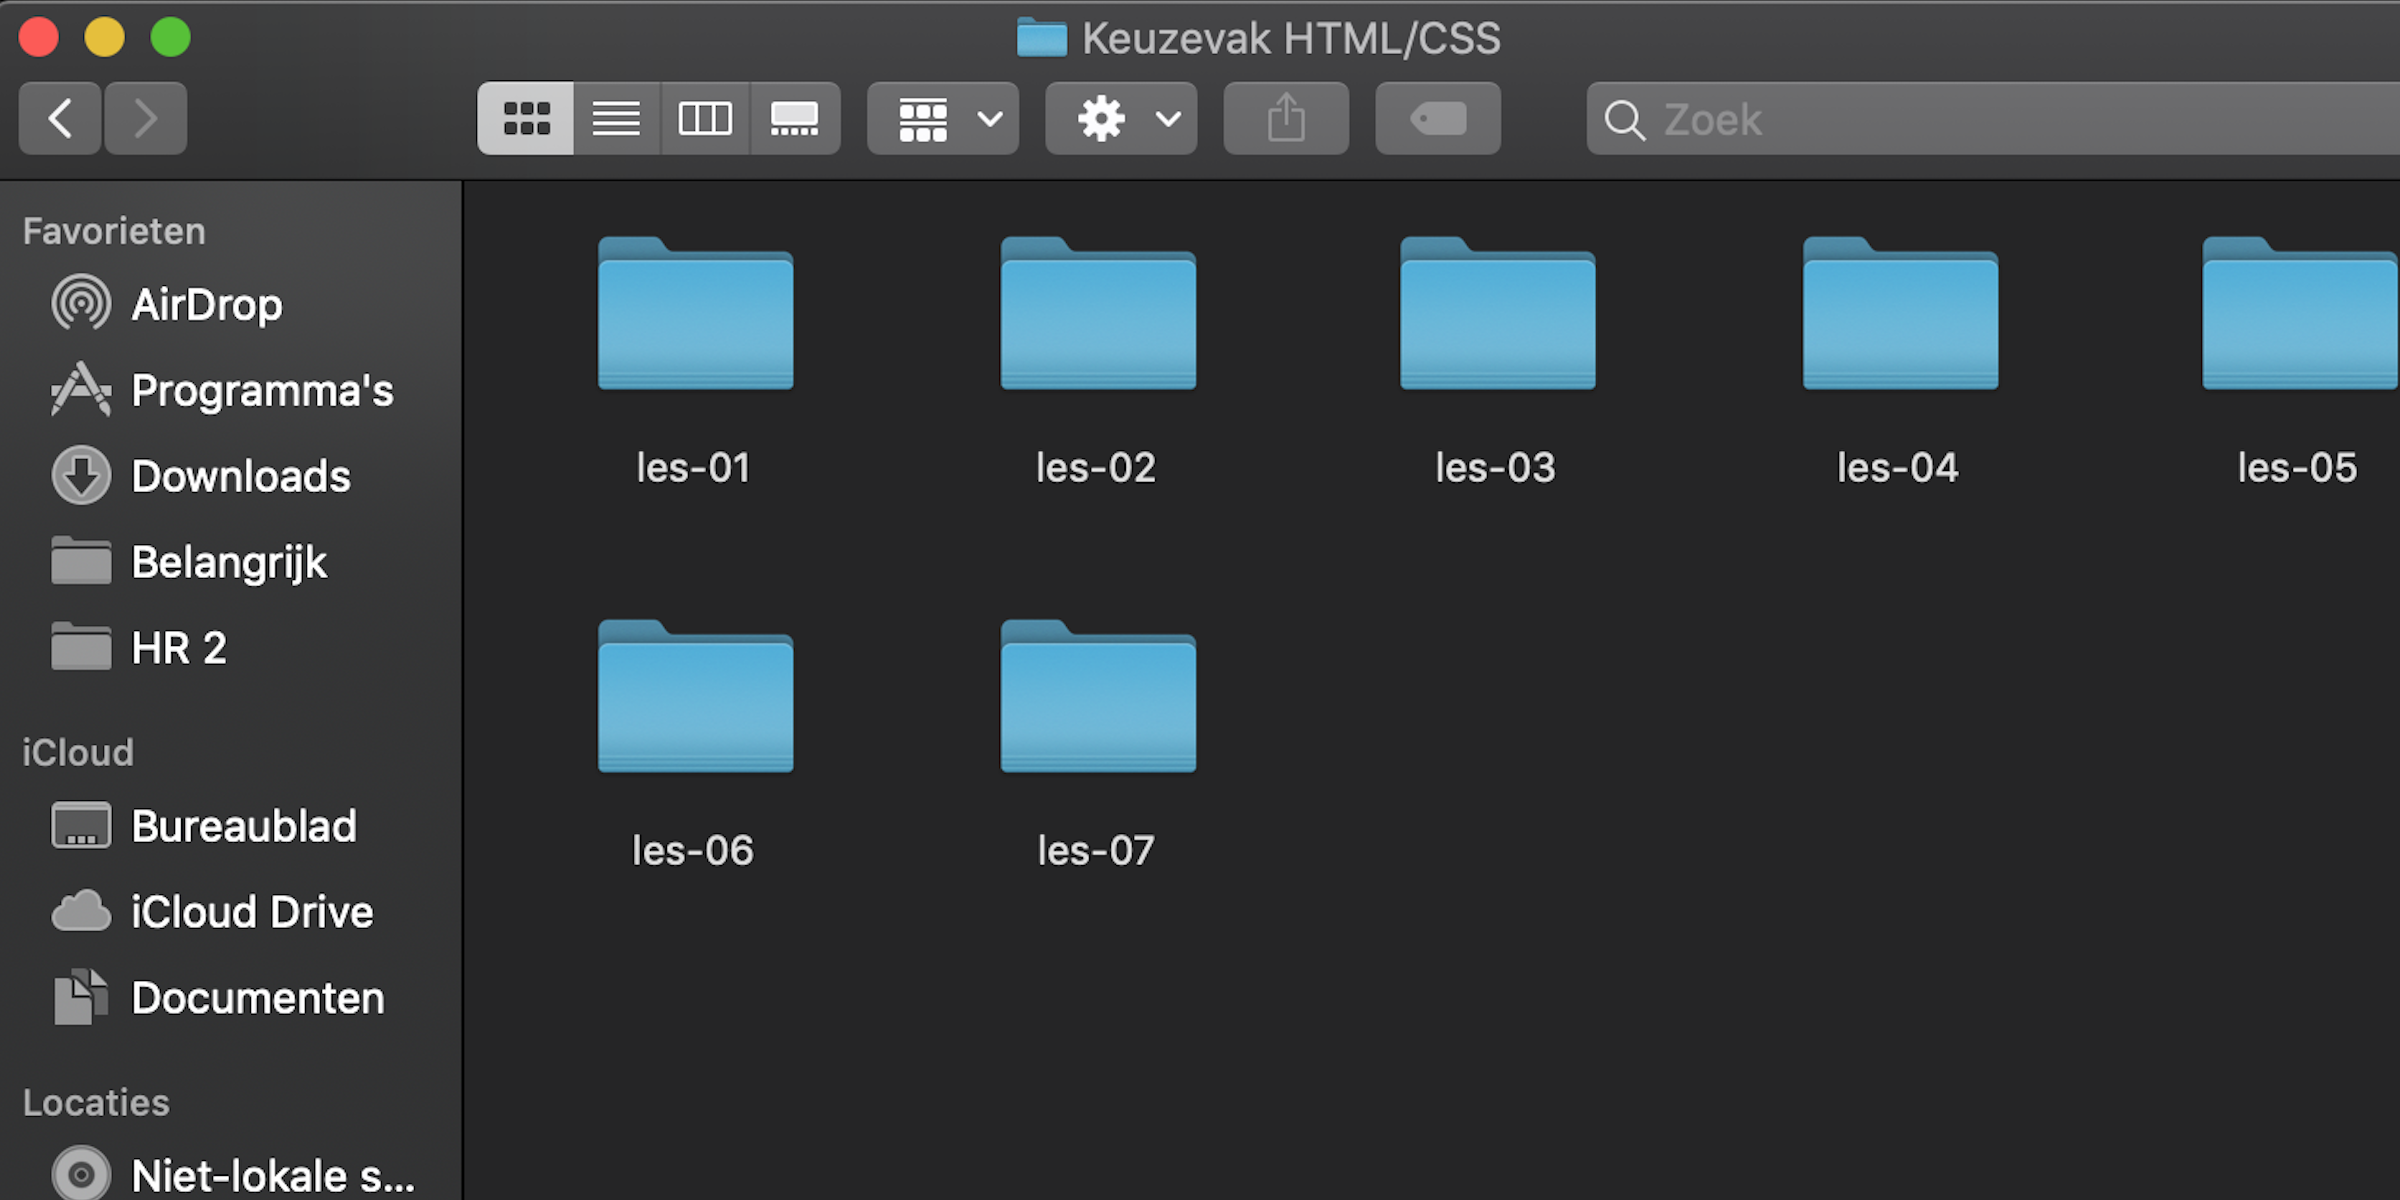 Keuzevak HTML/CSS
Zoek
Favorieten
AirDrop
Programma's
Downloads
Belangrijk
HR 2
iCloud
Bureaublad
iCloud Drive
Documenten
Locaties
Niet-lokale s...
les-01
les-02
les-03
les-04
les-05
les-06
les-07